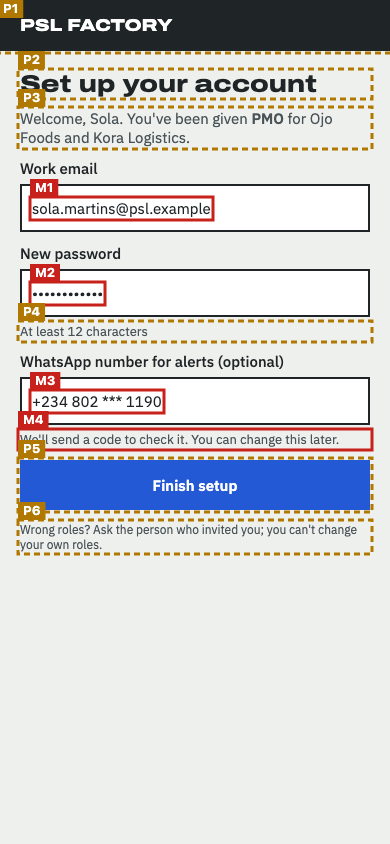 P1
PSL FACTORY
P2
Set up your account
P3
Welcome, Sola. You've been given PMO for Ojo
Foods and Kora Logistics.
Work email
M1
sola.martins@psl.example
New password
M2
••••••••••••
P4
At least 12 characters
WhatsApp number for alerts (optional)
M3
+234 802 *** 1190
M4
We'll send a code to check it. You can change this later.
P5
Finish setup
P6
Wrong roles? Ask the person who invited you; you can't change
your own roles.